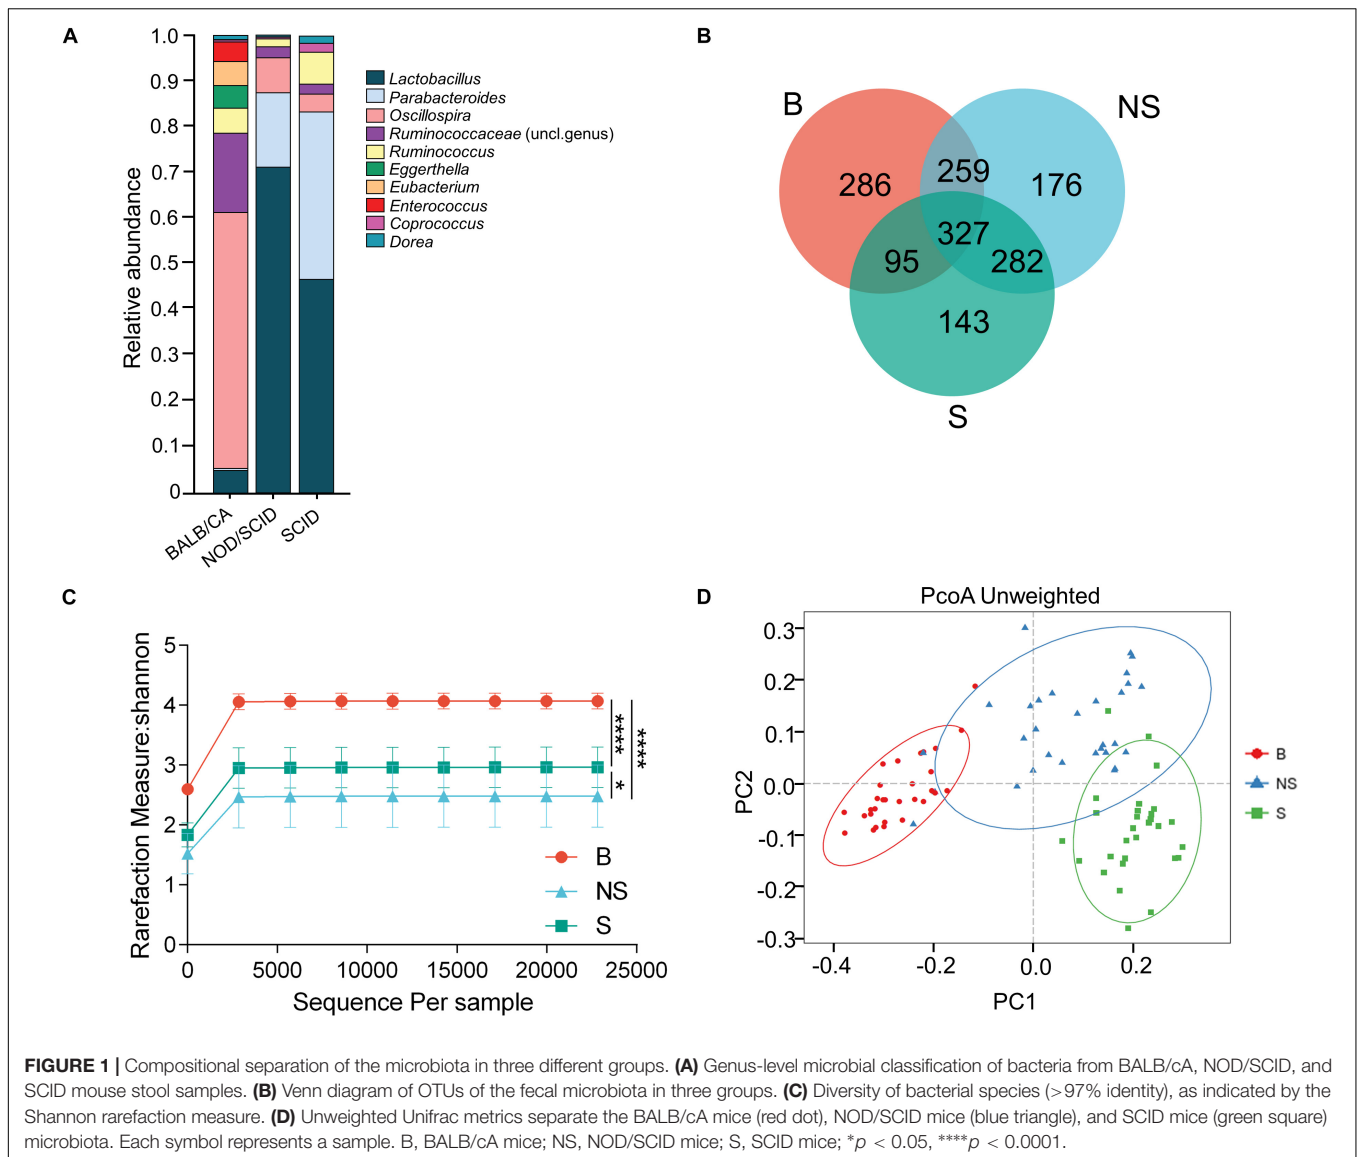 A
1.0
0.9
0.8
0.7
0.6
0.5
0.4
0.3
0.2
0.1
0
Relative abundance
BALB/CA
NOD/SCID
SCID
Lactobacillus
Parabacteroides
Oscillospira
Ruminococcaceae (uncl.genus)
Ruminococcus
Eggerthella
Eubacterium
Enterococcus
Coprococcus
Dorea
B
B
NS
286
259
176
327
95
282
143
S
C
5
4
3
2
1
0
Rarefaction Measure:shannon
****
****
*
B
NS
S
0
5000
10000
15000
20000
25000
Sequence Per sample
D
PcoA Unweighted
0.3
0.2
0.1
0.0
-0.1
-0.2
-0.3
PC2
-0.4
-0.2
0.0
0.2
PC1
B
NS
S
FIGURE 1 | Compositional separation of the microbiota in three different groups. (A) Genus-level microbial classification of bacteria from BALB/cA, NOD/SCID, and
SCID mouse stool samples. (B) Venn diagram of OTUs of the fecal microbiota in three groups. (C) Diversity of bacterial species (>97% identity), as indicated by the
Shannon rarefaction measure. (D) Unweighted Unifrac metrics separate the BALB/cA mice (red dot), NOD/SCID mice (blue triangle), and SCID mice (green square)
microbiota. Each symbol represents a sample. B, BALB/cA mice; NS, NOD/SCID mice; S, SCID mice; *p < 0.05, ****p < 0.0001.